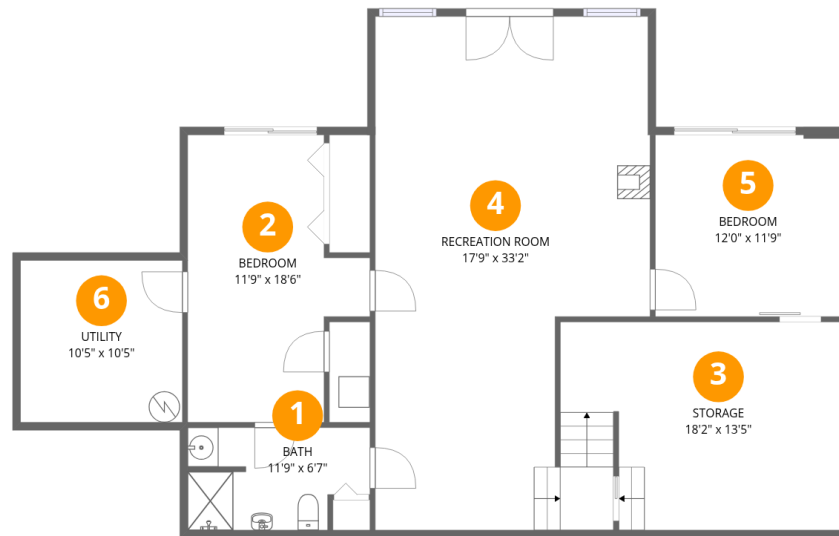 4
RECREATION ROOM
17'9" x 33'2"
5
BEDROOM
12'0" x 11'9"
2
BEDROOM
11'9" x 18'6"
6
UTILITY
10'5" x 10'5"
3
STORAGE
18'2" x 13'5"
1
BATH
11'9" x 6'7"